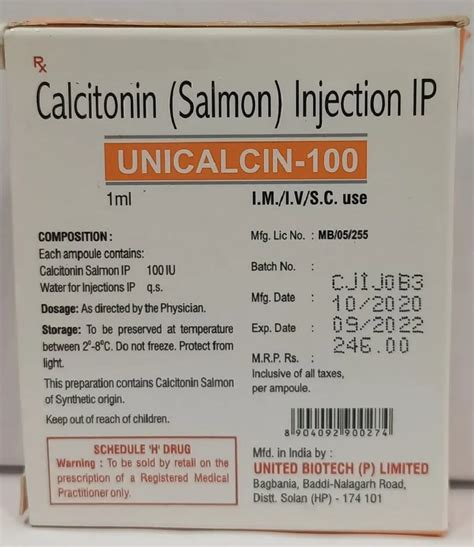 Rx
Calcitonin (Salmon) Injection IP
UNICALCIN-100
1ml I.M./I.V/S.C. use
COMPOSITION :
Each ampoule contains:
Calcitonin Salmon IP 100 IU
Water for Injections IP q.s.
Dosage: As directed by the Physician.
Storage: To be preserved at temperature
between 2°-8°C. Do not freeze. Protect from
light.
This preparation contains Calcitonin Salmon
of Synthetic origin.
Keep out of reach of children.
SCHEDULE 'H' DRUG
Warning : To be sold by retail on the
prescription of a Registered Medical
Practitioner only.
Mfg. Lic No. : MB/05/255
Batch No. : CJ1J0B3
Mfg. Date : 10/2020
Exp. Date : 09/2022
M.R.P. Rs. : 246.00
Inclusive of all taxes,
per ampoule.
8 904092 900274
Mfd. in India by :
UNITED BIOTECH (P) LIMITED
Bagbania, Baddi-Nalagarh Road,
Distt. Solan (HP) - 174 101